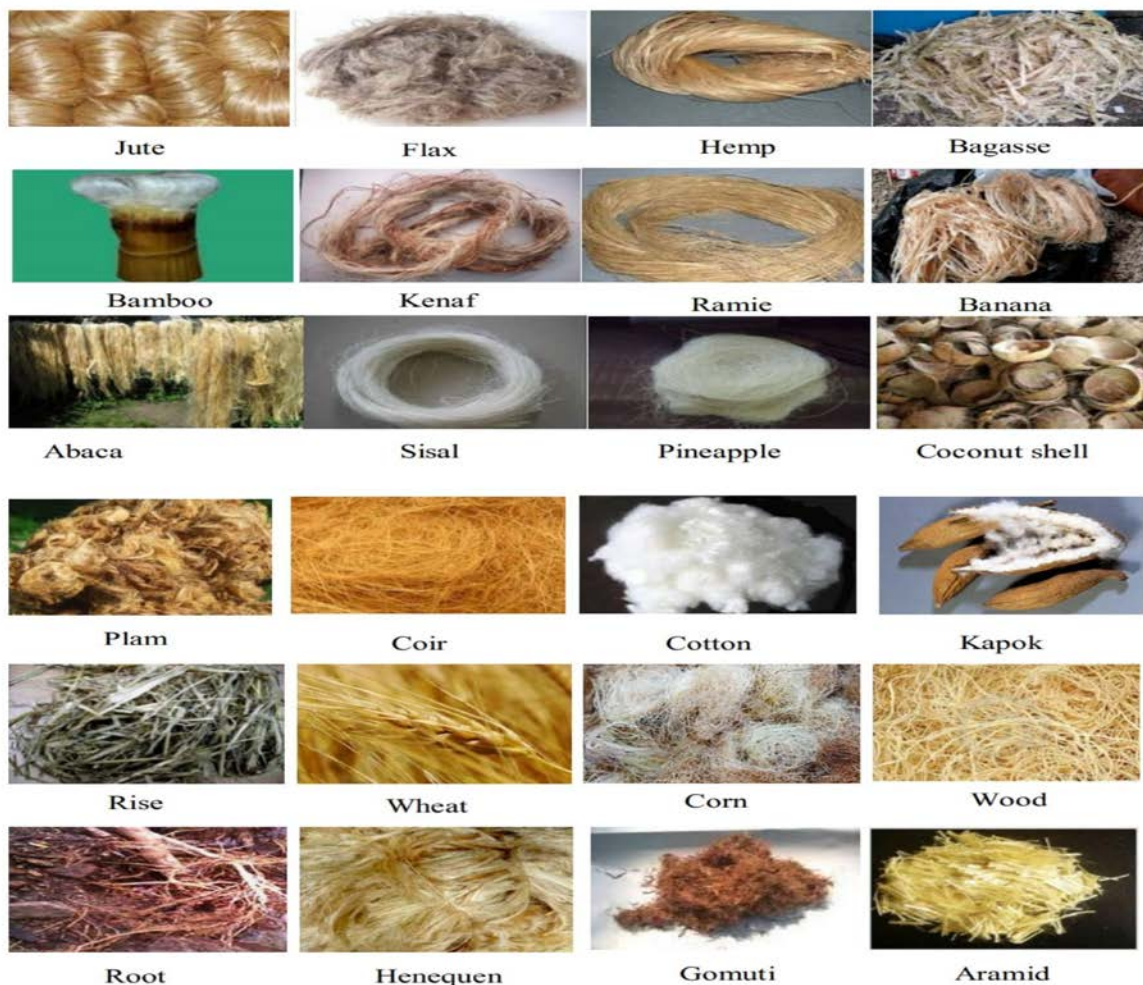 Jute Flax Hemp Bagasse
Bamboo Kenaf Ramie Banana
Abaca Sisal Pineapple Coconut shell
Plam Coir Cotton Kapok
Rise Wheat Corn Wood
Root Henequen Gomuti Aramid